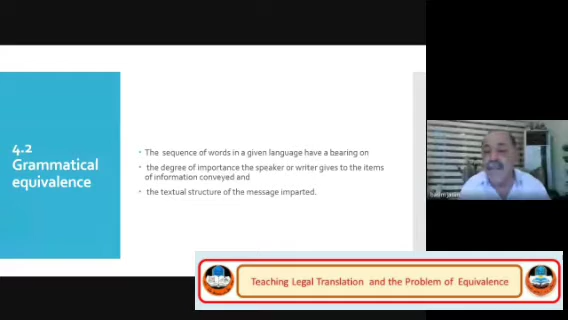 4.2
Grammatical
equivalence
• The sequence of words in a given language have a bearing on
• the degree of importance the speaker or writer gives to the items
of information conveyed and
• the textual structure of the message imparted.
Teaching Legal Translation and the Problem of Equivalence